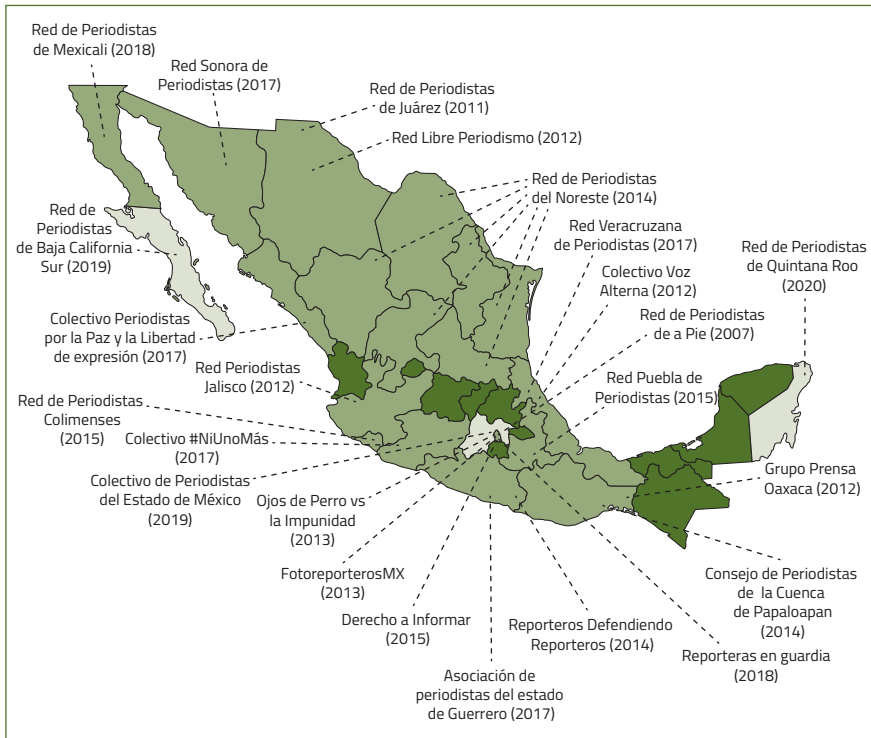 Red de Periodistas
de Mexicali (2018)
Red Sonora de
Periodistas (2017)
Red de Periodistas
de Juárez (2011)
Red Libre Periodismo (2012)
Red de Periodistas
del Noreste (2014)
Red Veracruzana
de Periodistas (2017)
Red de Periodistas
de Quintana Roo
(2020)
Colectivo Voz
Alterna (2012)
Red de Periodistas
de a Pie (2007)
Red Puebla de
Periodistas (2015)
Red de
Periodistas
de Baja California
Sur (2019)
Colectivo Periodistas
por la Paz y la Libertad
de expresión (2017)
Red Periodistas
Jalisco (2012)
Red de Periodistas
Colimenses
(2015)
Colectivo #NiUnoMás
(2017)
Colectivo de Periodistas
del Estado de México
(2019)
Ojos de Perro vs
la Impunidad
(2013)
FotoreporterosMX
(2013)
Derecho a Informar
(2015)
Asociación de
periodistas del estado
de Guerrero (2017)
Reporteros Defendiendo
Reporteros (2014)
Reporteras en guardia
(2018)
Consejo de Periodistas
de la Cuenca
de Papaloapan
(2014)
Grupo Prensa
Oaxaca (2012)